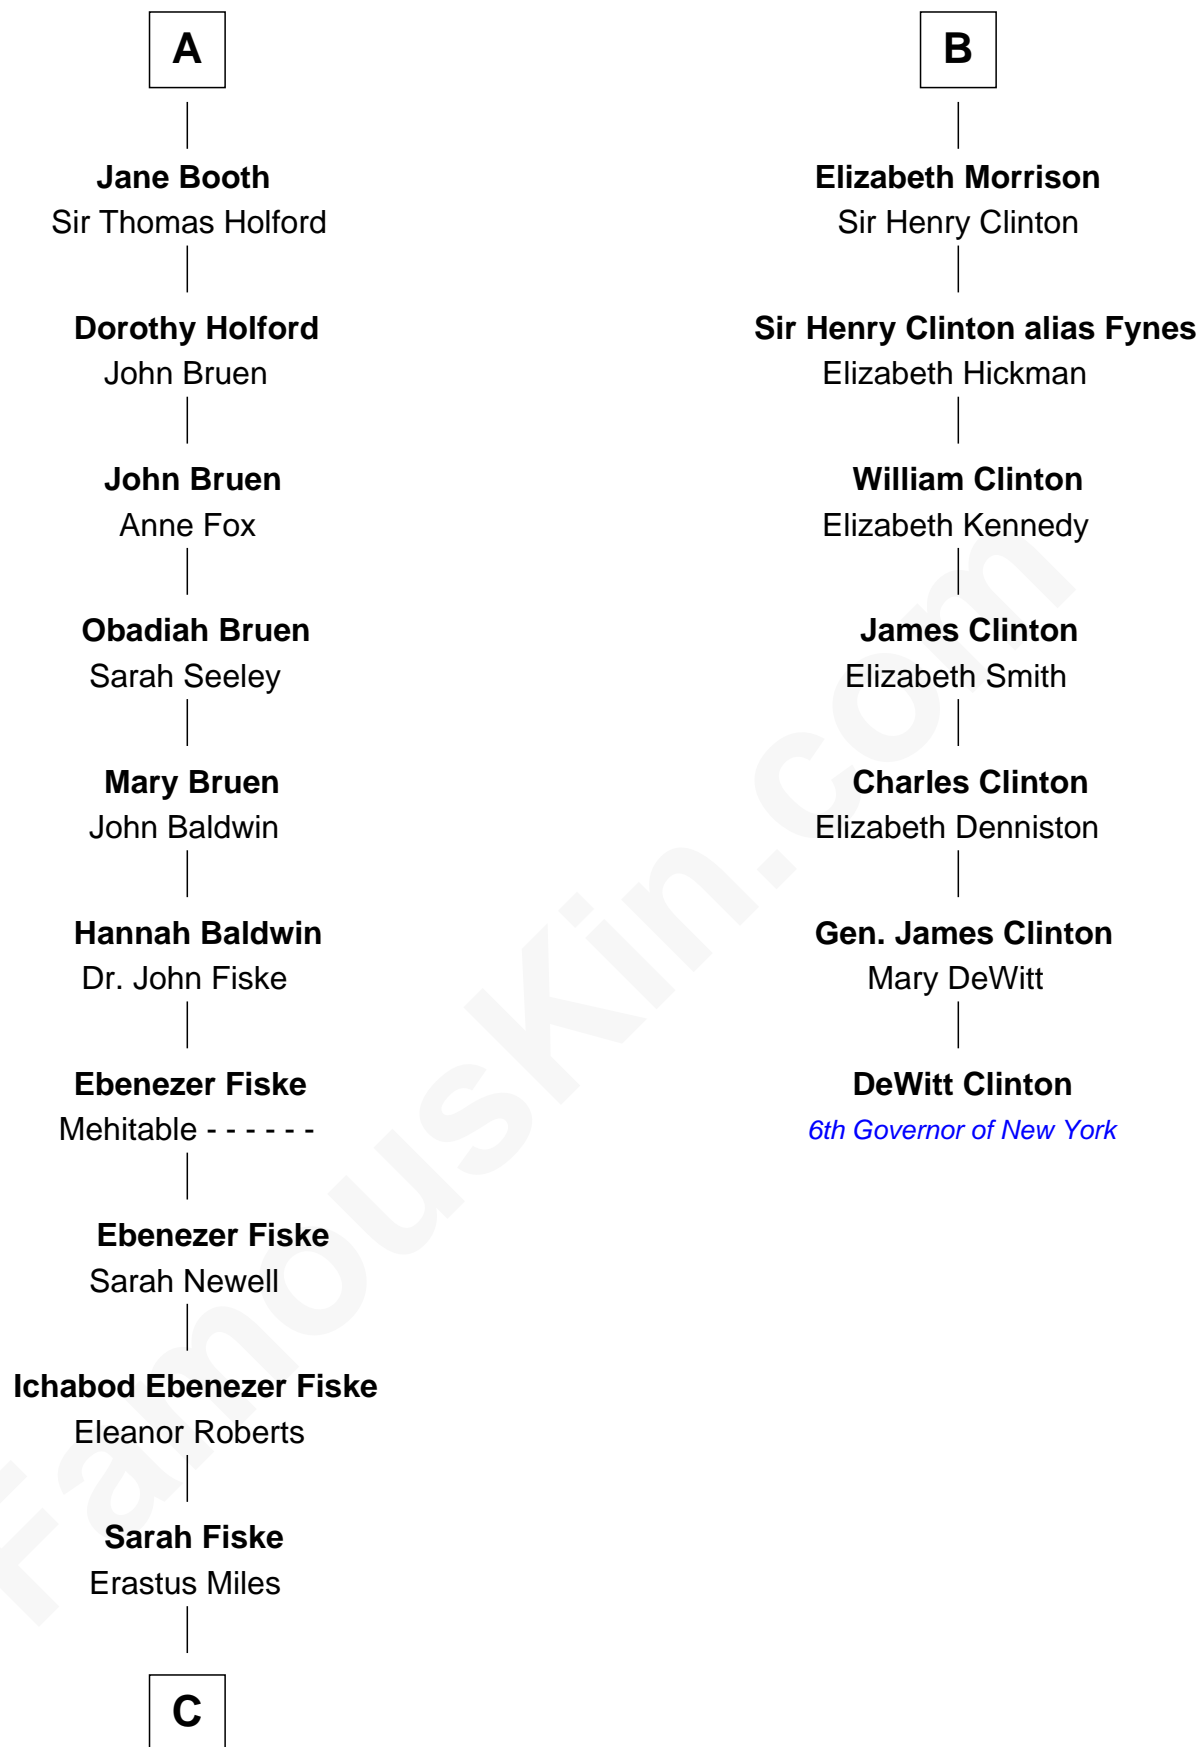 A
Jane Booth
Sir Thomas Holford
Dorothy Holford
John Bruen
John Bruen
Anne Fox
Obadiah Bruen
Sarah Seeley
Mary Bruen
John Baldwin
Hannah Baldwin
Dr. John Fiske
Ebenezer Fiske
Mehitable - - - - - -
Ebenezer Fiske
Sarah Newell
Ichabod Ebenezer Fiske
Eleanor Roberts
Sarah Fiske
Erastus Miles
C
B
Elizabeth Morrison
Sir Henry Clinton
Sir Henry Clinton alias Fynes
Elizabeth Hickman
William Clinton
Elizabeth Kennedy
James Clinton
Elizabeth Smith
Charles Clinton
Elizabeth Denniston
Gen. James Clinton
Mary DeWitt
DeWitt Clinton
6th Governor of New York
FamousKin.com